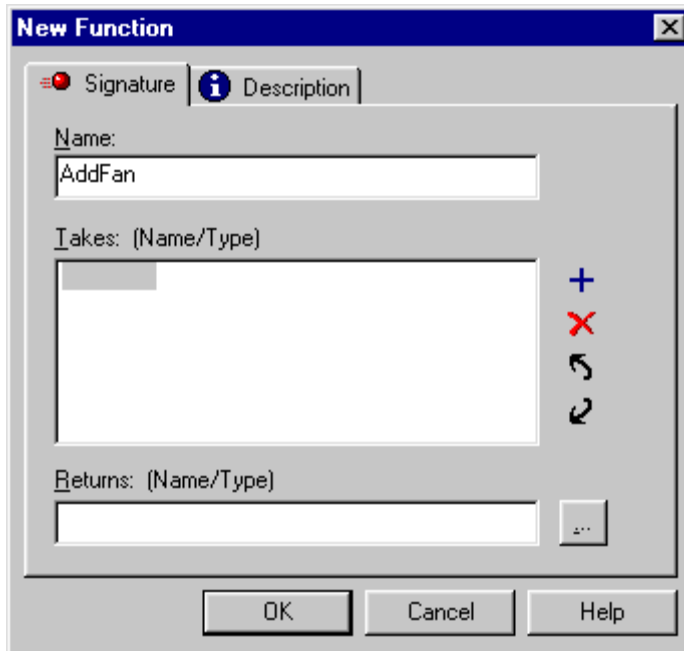 New Function
Signature
Description
Name:
AddFan
Takes: (Name/Type)
Returns: (Name/Type)
...
OK
Cancel
Help